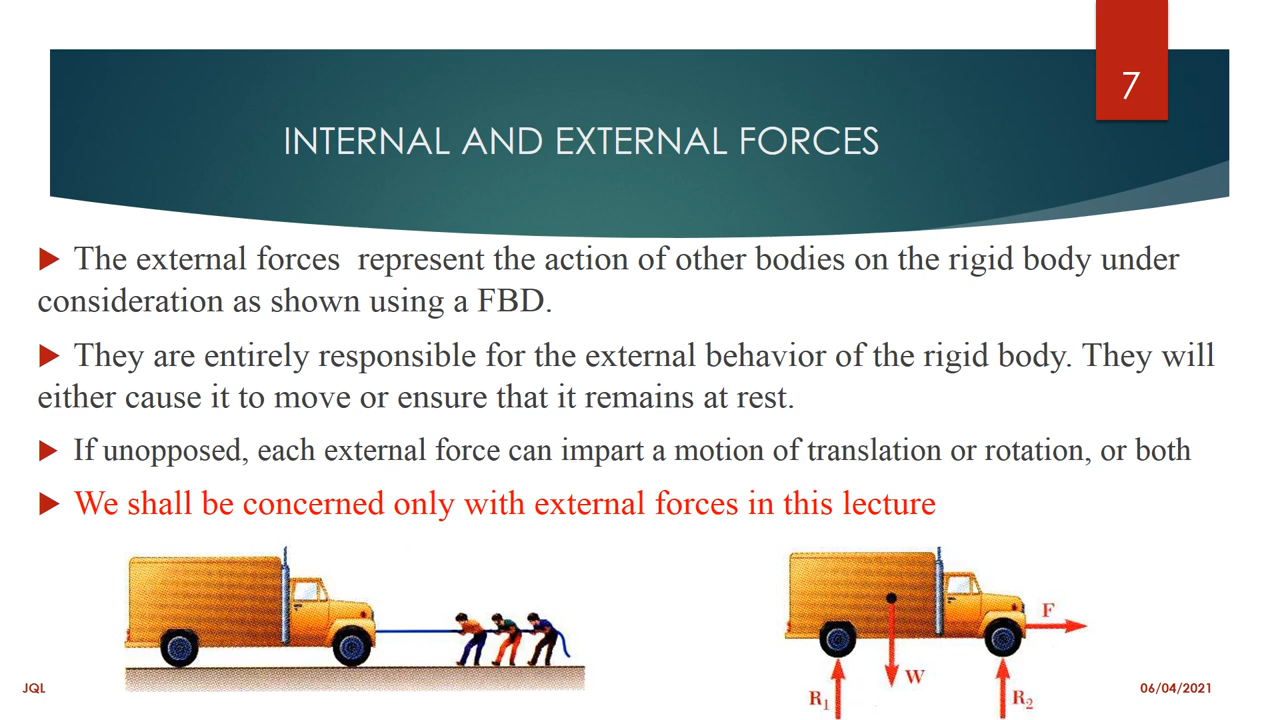 7
INTERNAL AND EXTERNAL FORCES
The external forces represent the action of other bodies on the rigid body under
consideration as shown using a FBD.
They are entirely responsible for the external behavior of the rigid body. They will
either cause it to move or ensure that it remains at rest.
If unopposed, each external force can impart a motion of translation or rotation, or both
We shall be concerned only with external forces in this lecture
F
W
R₁
R₂
JQL
06/04/2021